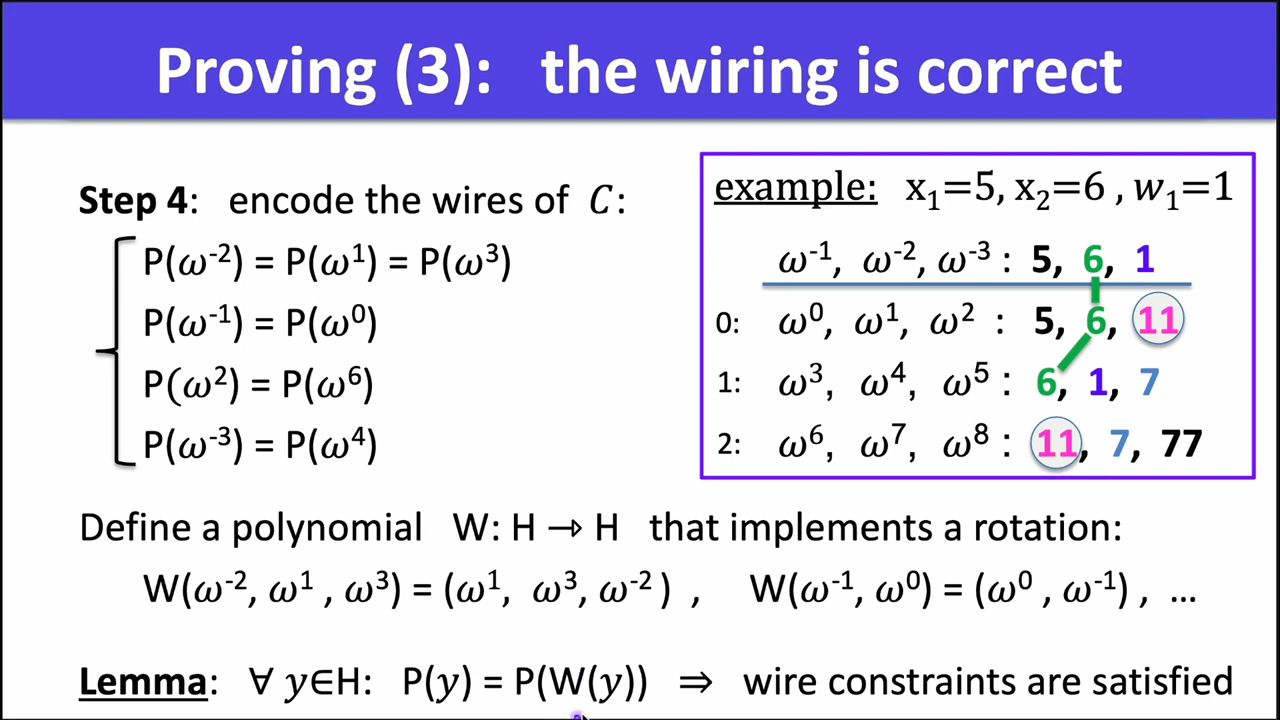 Proving (3): the wiring is correct
Step 4: encode the wires of C:
P(ω⁻²) = P(ω¹) = P(ω³)
P(ω⁻¹) = P(ω⁰)
P(ω²) = P(ω⁶)
P(ω⁻³) = P(ω⁴)
example: x₁=5, x₂=6 , w₁=1
ω⁻¹, ω⁻², ω⁻³ : 5, 6, 1
0: ω⁰, ω¹, ω² : 5, 6, 11
1: ω³, ω⁴, ω⁵ : 6, 1, 7
2: ω⁶, ω⁷, ω⁸ : 11, 7, 77
Define a polynomial W: H → H that implements a rotation:
W(ω⁻², ω¹ , ω³) = (ω¹, ω³, ω⁻² ) , W(ω⁻¹, ω⁰) = (ω⁰ , ω⁻¹) , …
Lemma: ∀ y∈H: P(y) = P(W(y)) ⇒ wire constraints are satisfied